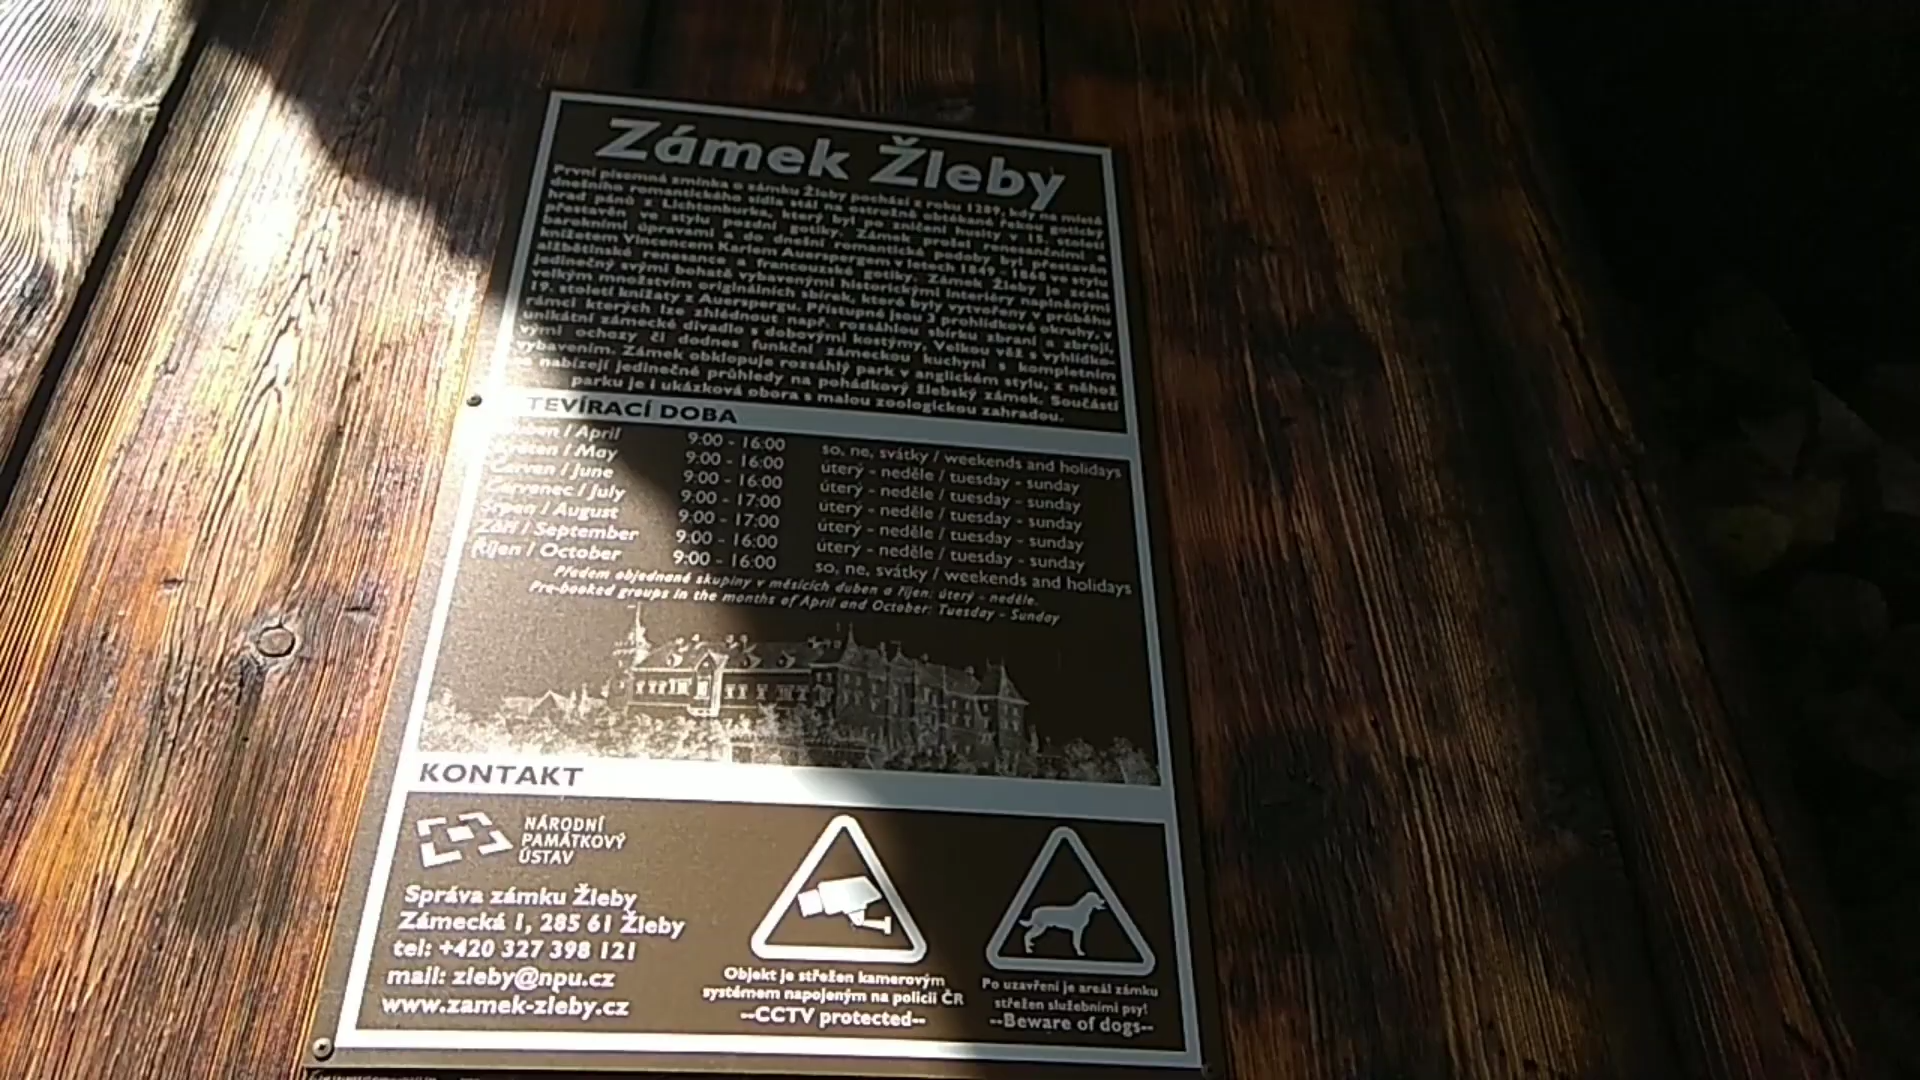 Zámek Žleby
První písemná zmínka o zámku Žleby pochází z roku 1289, kdy na místě
dnešního romantického sídla stál na ostrožně obtékané řekou gotický
hrad pánů z Lichtenburka, který byl po zničení husity v 15. století
přestavěn ve stylu pozdní gotiky. Zámek prošel renesančními a
barokními úpravami a do dnešní romantické podoby byl přestavěn
knížetem Vincencem Karlem Auerspergem v letech 1849 - 1868 ve stylu
alžbětinské renesance a francouzské gotiky. Zámek Žleby je zcela
jedinečný svými bohatě vybavenými historickými interiéry naplněnými
velkým množstvím originálních sbírek, které byly vytvořeny v průběhu
19. století knížaty z Auerspergu. Přístupné jsou 3 prohlídkové okruhy, v
rámci kterých lze zhlédnout např. rozsáhlou sbírku zbraní a zbrojí,
unikátní zámecké divadlo s dobovými kostýmy, Velkou věž s vyhlídko-
vými ochozy či dodnes funkční zámeckou kuchyni s kompletním
vybavením. Zámek obklopuje rozsáhlý park v anglickém stylu, z něhož
se nabízejí jedinečné průhledy na pohádkový žlebský zámek. Součástí
parku je i ukázková obora s malou zoologickou zahradou.
TEVÍRACÍ DOBA
Duben / April 9:00 - 16:00 so, ne, svátky / weekends and holidays
Květen / May 9:00 - 16:00 úterý - neděle / tuesday - sunday
Červen / June 9:00 - 16:00 úterý - neděle / tuesday - sunday
Červenec / July 9:00 - 17:00 úterý - neděle / tuesday - sunday
Srpen / August 9:00 - 17:00 úterý - neděle / tuesday - sunday
Září / September 9:00 - 16:00 úterý - neděle / tuesday - sunday
Říjen / October 9:00 - 16:00 so, ne, svátky / weekends and holidays
Předem objednané skupiny v měsících duben a říjen: úterý - neděle.
Pre-booked groups in the months of April and October: Tuesday - Sunday
KONTAKT
NÁRODNÍ
PAMÁTKOVÝ
ÚSTAV
Správa zámku Žleby
Zámecká 1, 285 61 Žleby
tel: +420 327 398 121
mail: zleby@npu.cz
www.zamek-zleby.cz
Objekt je střežen kamerovým
systémem napojeným na policii ČR
--CCTV protected--
Po uzavření je areál zámku
střežen služebními psy!
--Beware of dogs--